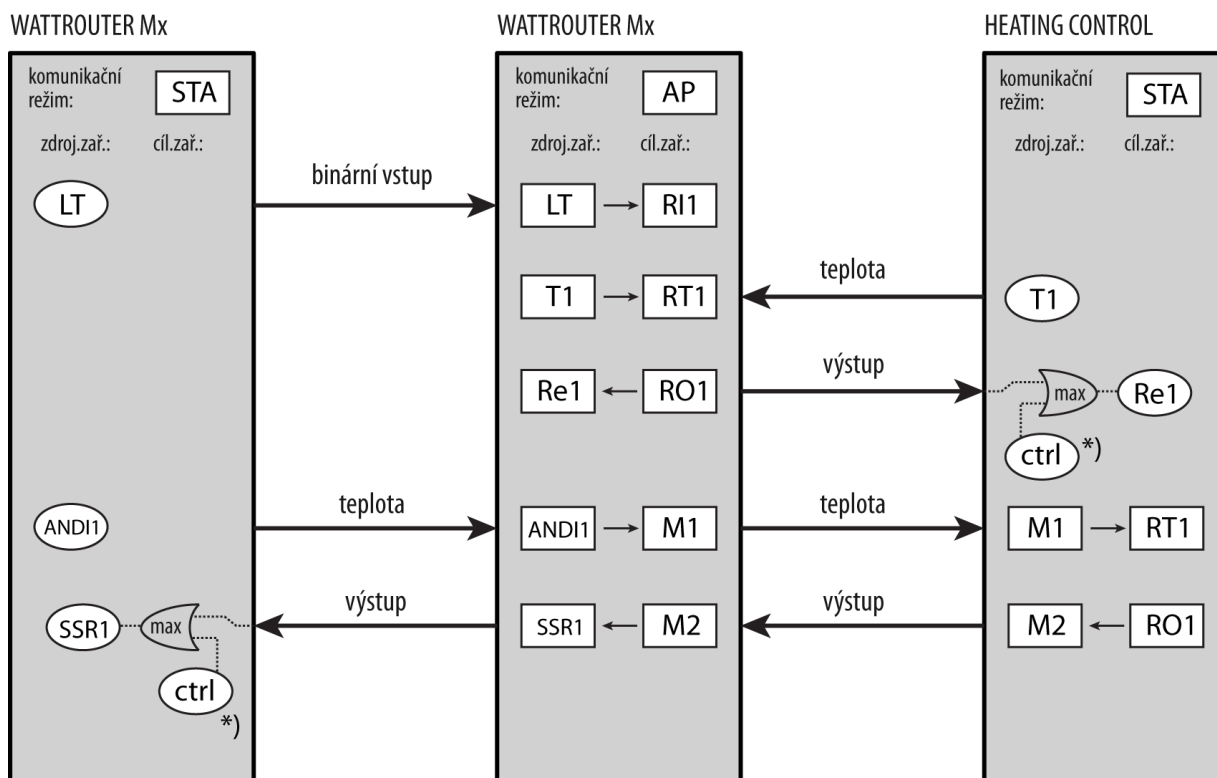 WATTROUTER Mx
WATTROUTER Mx
HEATING CONTROL
komunikační
režim:
STA
komunikační
režim:
AP
komunikační
režim:
STA
zdroj.zař.:
cíl.zař.:
zdroj.zař.:
cíl.zař.:
zdroj.zař.:
cíl.zař.:
LT
binární vstup
LT
RI1
T1
RT1
teplota
T1
Re1
RO1
výstup
max
Re1
ctrl
*)
ANDI1
teplota
ANDI1
M1
teplota
M1
RT1
SSR1
max
výstup
SSR1
M2
výstup
M2
RO1
ctrl
*)